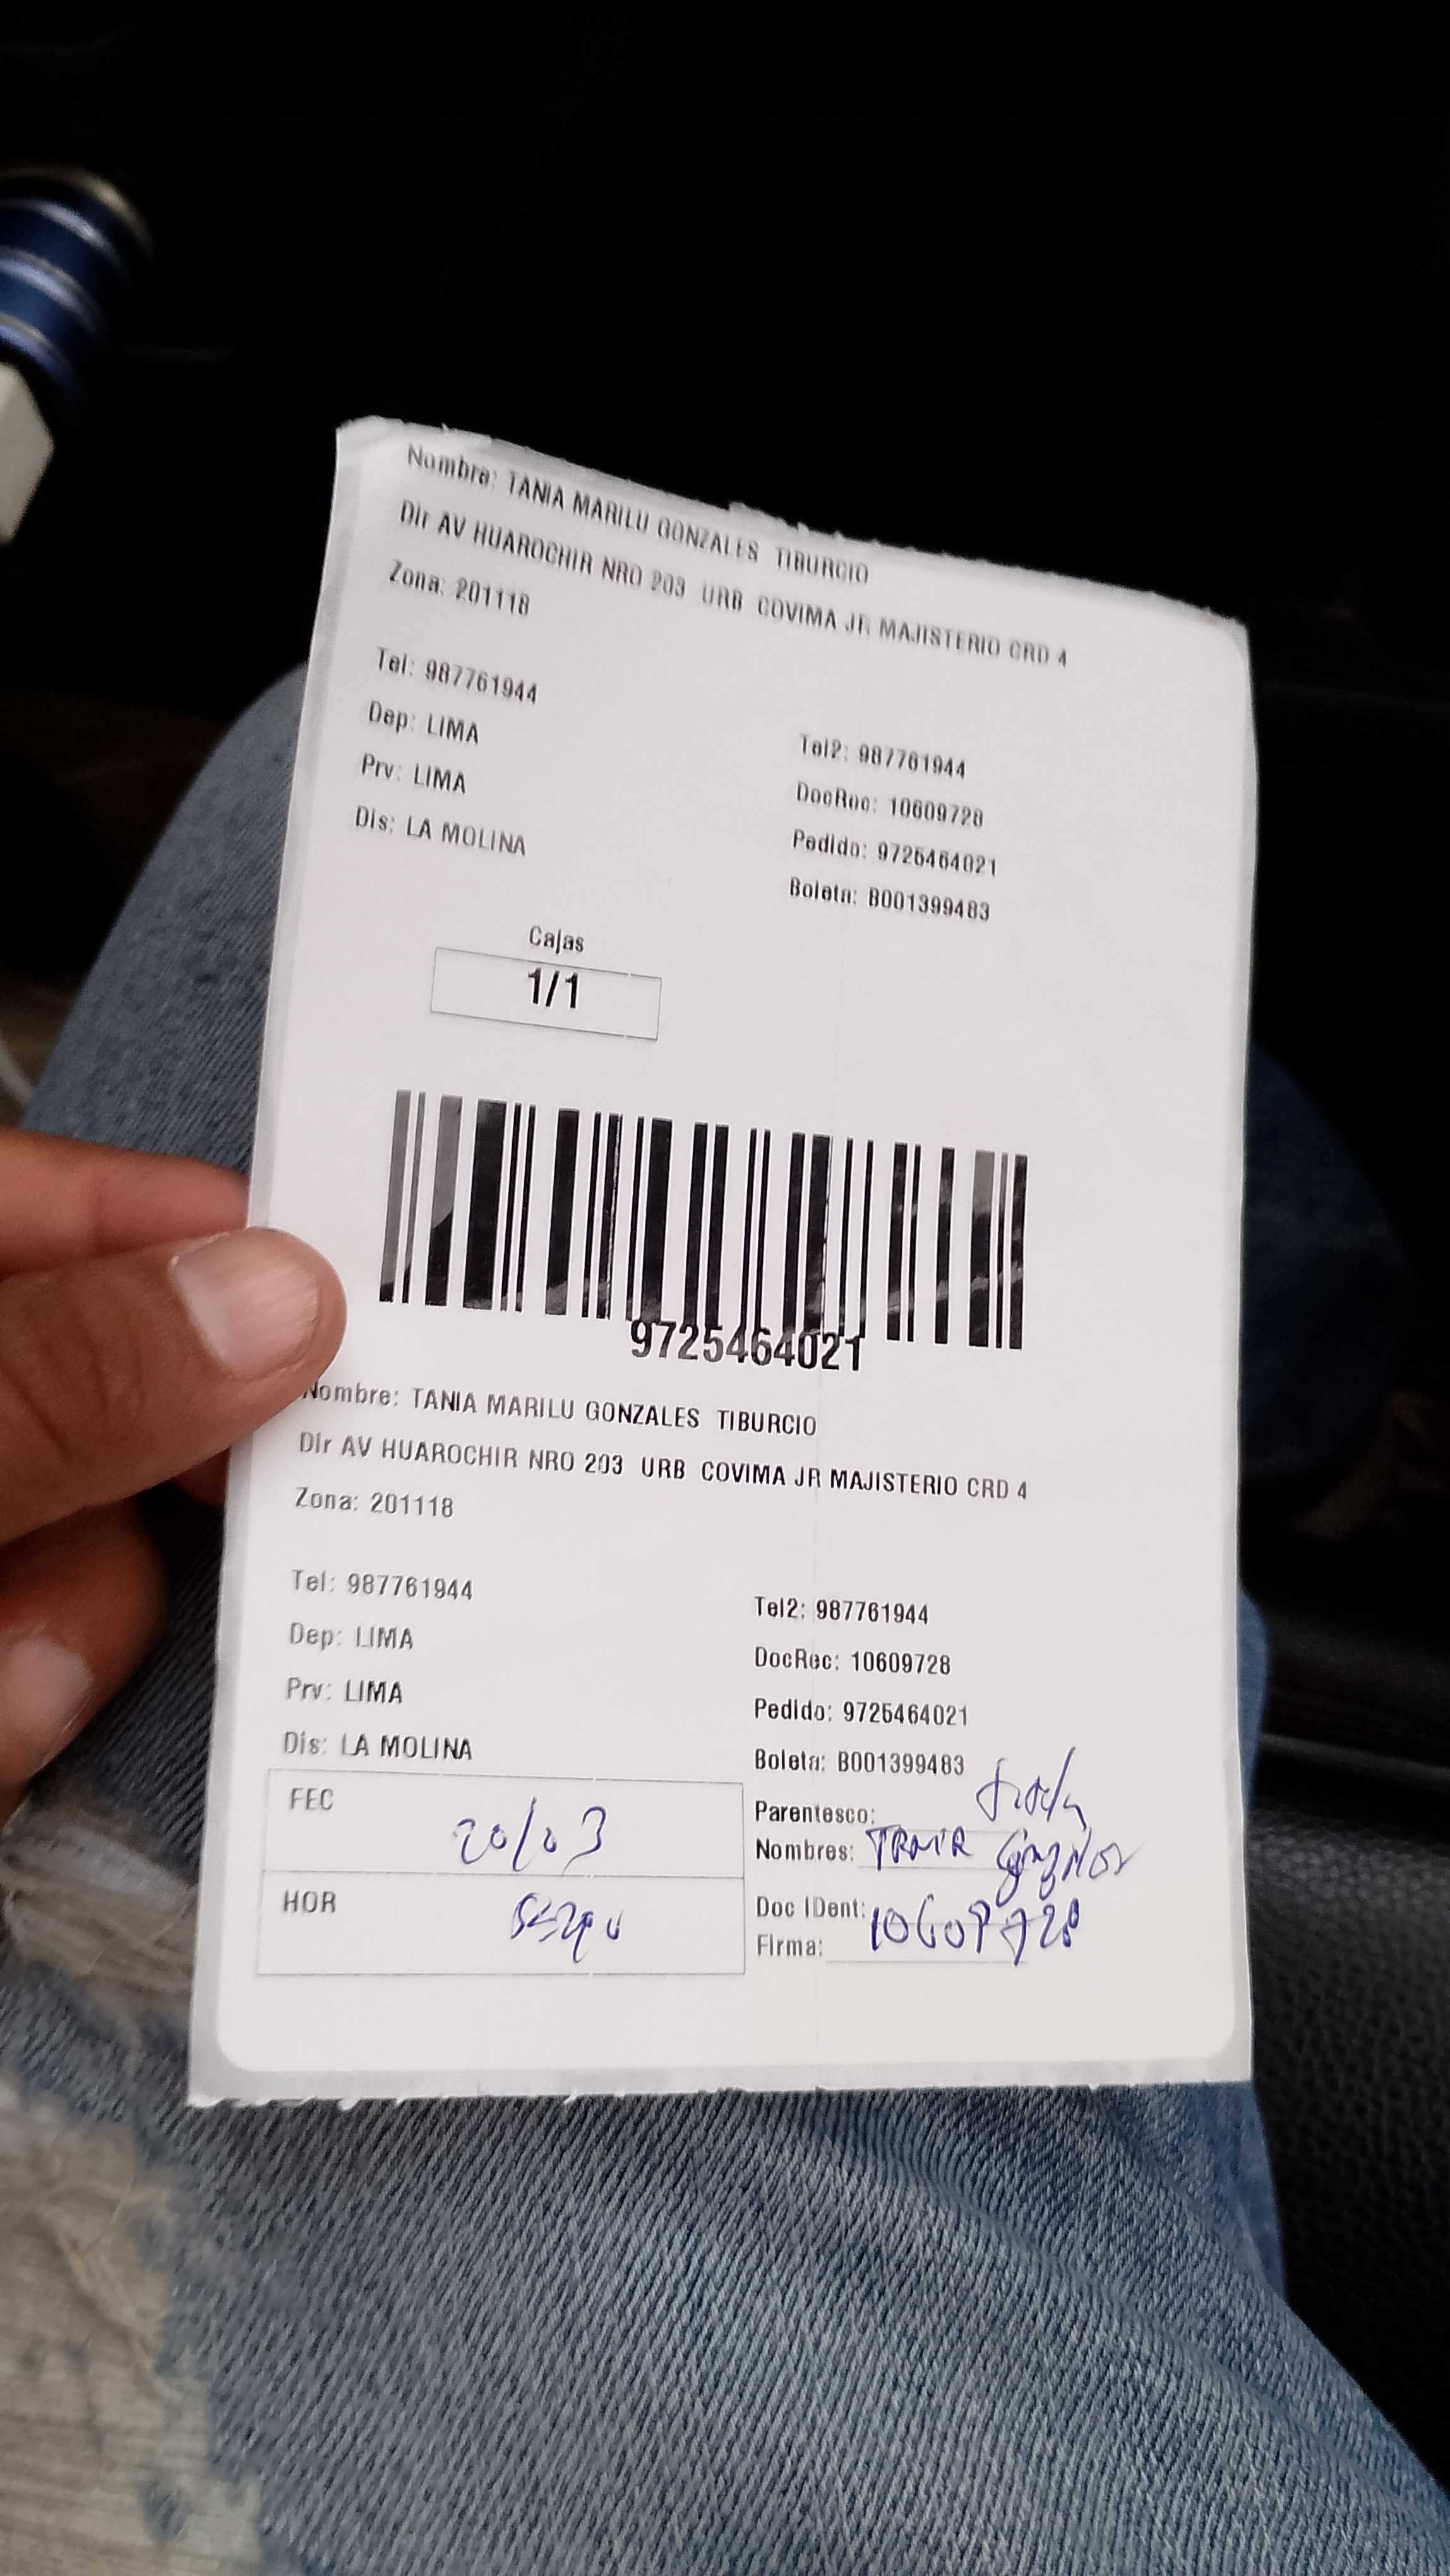 Nombre: TANIA MARILU GONZALES TIBURCIO
Dir AV HUAROCHIR NRO 203 URB COVIMA JR MAJISTERIO CRD 4
Zona: 201118
Tel: 987761944
Tel2: 987761944
Dep: LIMA
DocRec: 10609728
Prv: LIMA
Pedido: 9725464021
Dis: LA MOLINA
Boleta: B001399483
Cajas
1/1
9725464021
Nombre: TANIA MARILU GONZALES TIBURCIO
Dir AV HUAROCHIR NRO 203 URB COVIMA JR MAJISTERIO CRD 4
Zona: 201118
Tel: 987761944
Tel2: 987761944
Dep: LIMA
DocRec: 10609728
Prv: LIMA
Pedido: 9725464021
Dis: LA MOLINA
Boleta: B001399483
FEC 20/03
Parentesco:
Nombres: TANIA Gonzales
HOR
Doc IDent: 10609728
Firma: